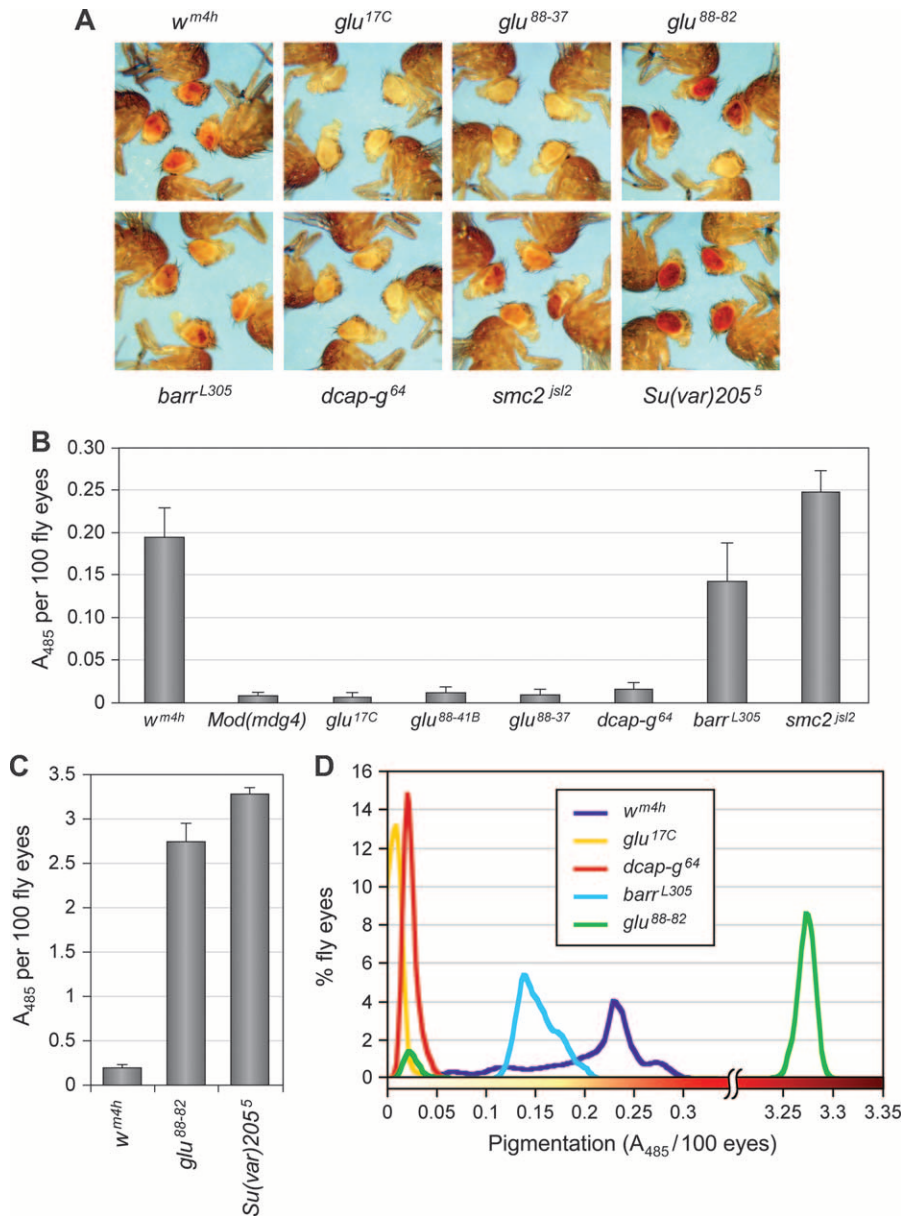 A
w^m4h glu^17C glu^88-37 glu^88-82
barr^L305 dcap-g^64 smc2^jsl2 Su(var)205^5
B
A485 per 100 fly eyes
0.30
0.25
0.20
0.15
0.10
0.05
0
w^m4h Mod(mdg4) glu^17C glu^88-41B glu^88-37 dcap-g^64 barr^L305 smc2^jsl2
C
A485 per 100 fly eyes
3.5
3.0
2.5
2.0
1.5
1.0
0.5
0
w^m4h
glu^88-82
Su(var)205^5
D
% fly eyes
16
14
12
10
8
6
4
2
0
w^m4h
glu^17C
dcap-g^64
barr^L305
glu^88-82
0 0.05 0.1 0.15 0.2 0.25 0.3 3.25 3.3 3.35
Pigmentation (A485/100 eyes)